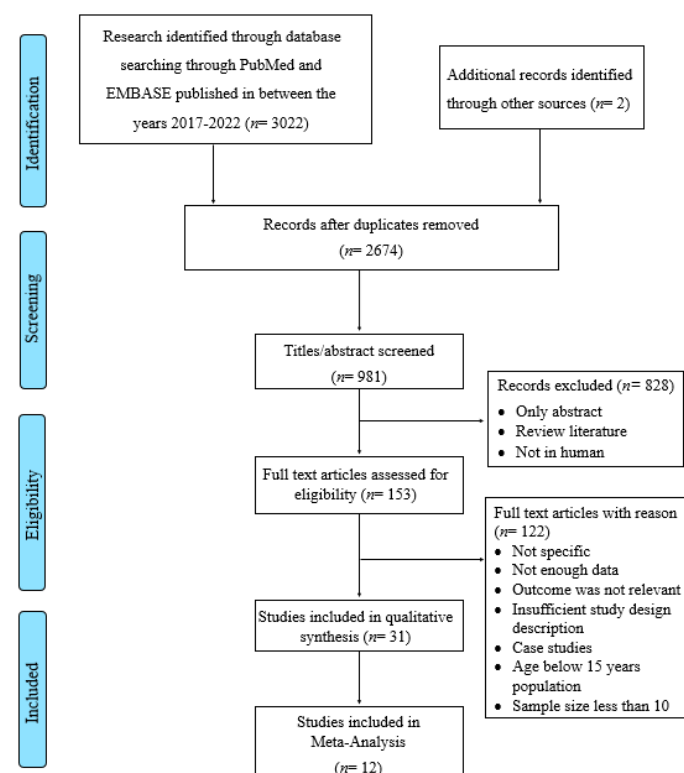 Identification
Research identified through database
searching through PubMed and
EMBASE published in between the
years 2017-2022 (n= 3022)
Additional records identified
through other sources (n= 2)
Records after duplicates removed
(n= 2674)
Screening
Titles/abstract screened
(n= 981)
Records excluded (n= 828)
• Only abstract
• Review literature
• Not in human
Eligibility
Full text articles assessed for
eligibility (n= 153)
Full text articles with reason
(n= 122)
• Not specific
• Not enough data
• Outcome was not relevant
• Insufficient study design
description
• Case studies
• Age below 15 years
population
• Sample size less than 10
Included
Studies included in qualitative
synthesis (n= 31)
Studies included in
Meta-Analysis
(n= 12)